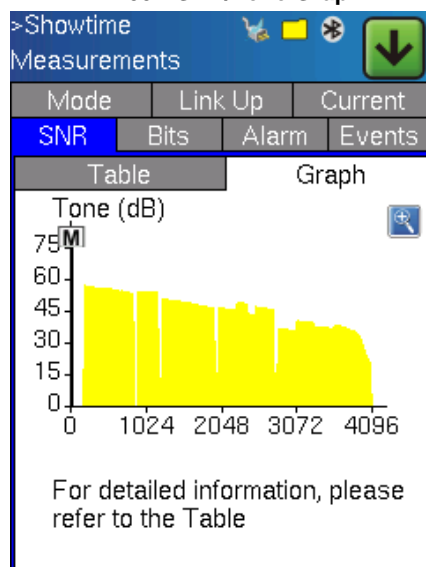 >Showtime
Measurements
Mode Link Up Current
SNR Bits Alarm Events
Table Graph
Tone (dB)
M
75
60
45
30
15
0
0 1024 2048 3072 4096
For detailed information, please
refer to the Table